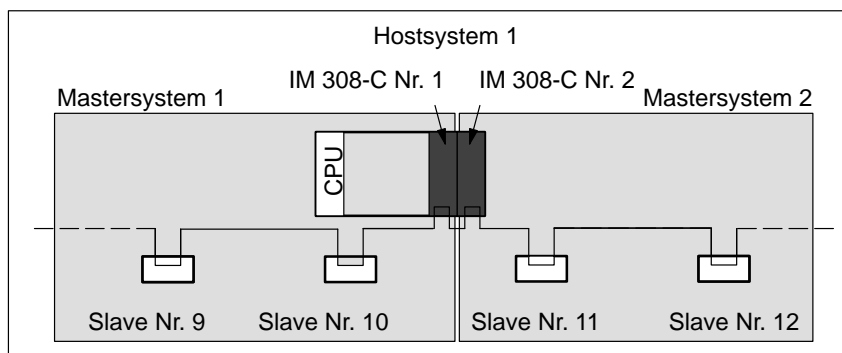 Hostsystem 1
IM 308-C Nr. 1 IM 308-C Nr. 2
Mastersystem 1 Mastersystem 2
CPU
Slave Nr. 9 Slave Nr. 10 Slave Nr. 11 Slave Nr. 12